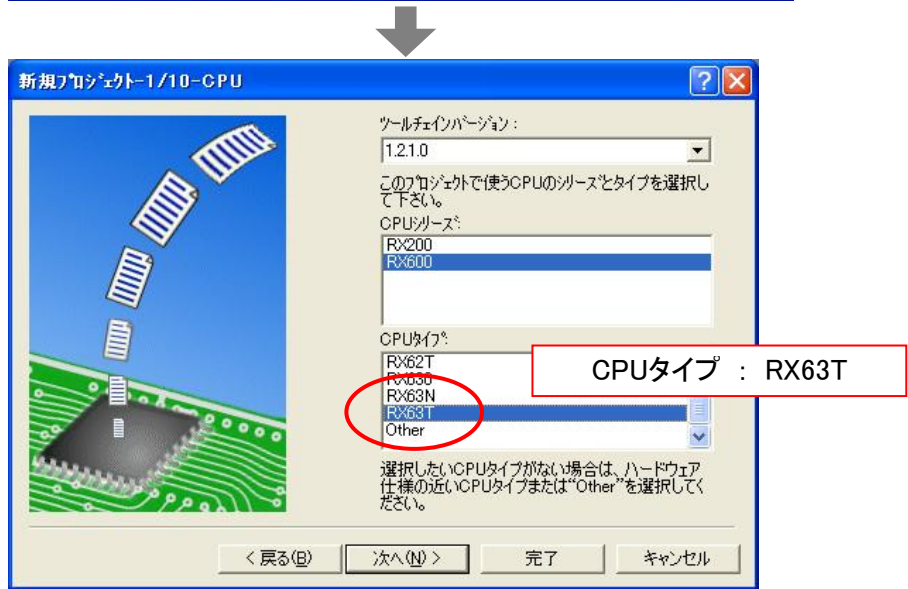 新規プロジェクト-1/10-CPU
ツールチェインバージョン :
1.2.1.0
このプロジェクトで使うCPUのシリーズとタイプを選択し
て下さい。
CPUシリーズ:
RX200
RX600
CPUタイプ:
RX62T
RX630
RX63N
RX63T
Other
CPUタイプ : RX63T
選択したいCPUタイプがない場合は、ハードウェア
仕様の近いCPUタイプまたは"Other"を選択してく
ださい。
< 戻る(B)
次へ(N) >
完了
キャンセル